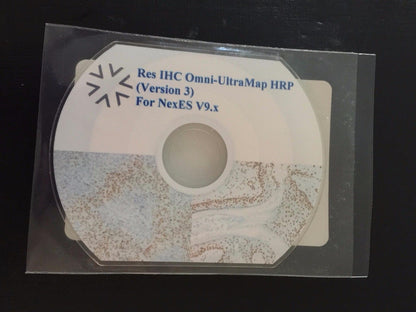 Res IHC Omni-UltraMap HRP
(Version 3)
For NexES V9.x